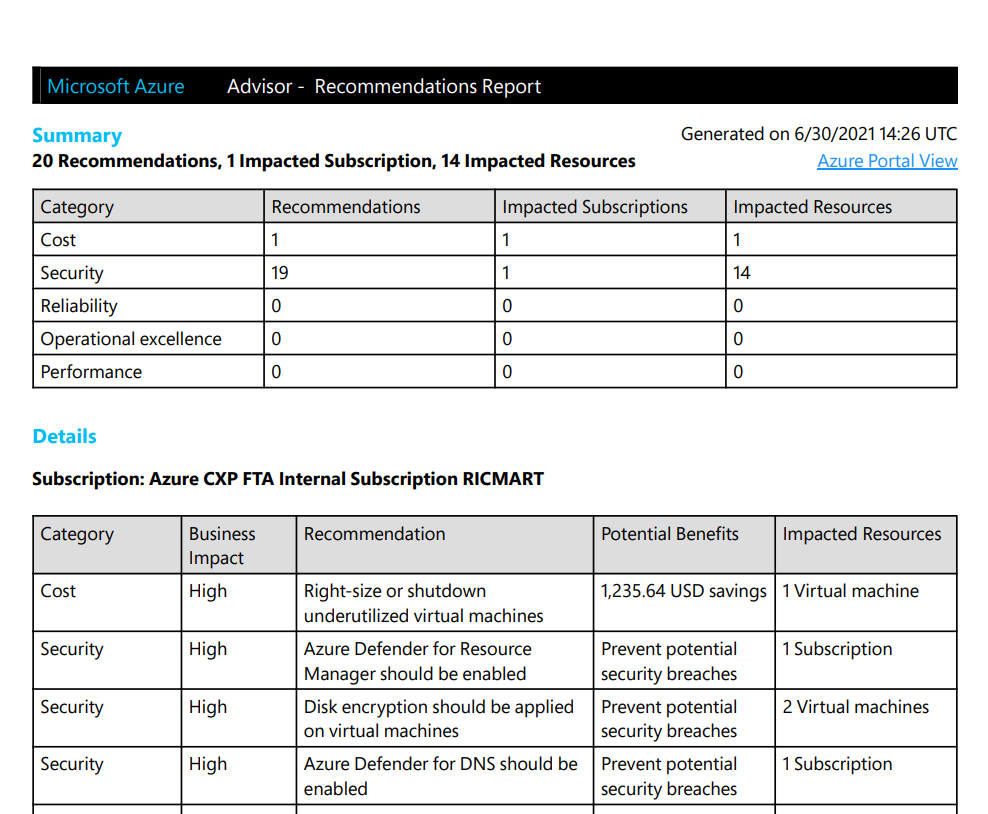 Microsoft Azure Advisor - Recommendations Report
Summary Generated on 6/30/2021 14:26 UTC
20 Recommendations, 1 Impacted Subscription, 14 Impacted Resources Azure Portal View
Category Recommendations Impacted Subscriptions Impacted Resources
Cost 1 1 1
Security 19 1 14
Reliability 0 0 0
Operational excellence 0 0 0
Performance 0 0 0
Details
Subscription: Azure CXP FTA Internal Subscription RICMART
Category Business Recommendation Potential Benefits Impacted Resources
Impact
Cost High Right-size or shutdown 1,235.64 USD savings 1 Virtual machine
underutilized virtual machines
Security High Azure Defender for Resource Prevent potential 1 Subscription
Manager should be enabled security breaches
Security High Disk encryption should be applied Prevent potential 2 Virtual machines
on virtual machines security breaches
Security High Azure Defender for DNS should be Prevent potential 1 Subscription
enabled security breaches